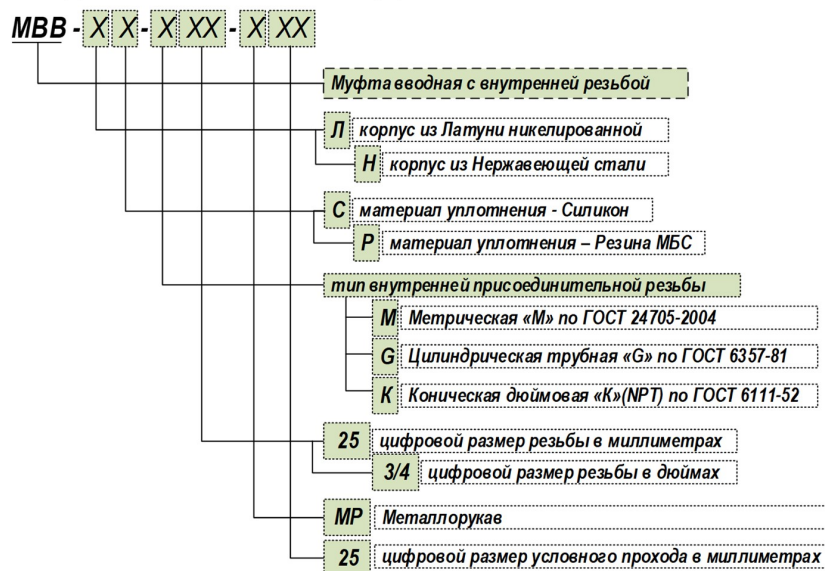 МВВ - Х Х - Х ХХ - Х ХХ
Муфта вводная с внутренней резьбой
Л корпус из Латуни никелированной
Н корпус из Нержавеющей стали
С материал уплотнения - Силикон
Р материал уплотнения – Резина МБС
тип внутренней присоединительной резьбы
М Метрическая «М» по ГОСТ 24705-2004
G Цилиндрическая трубная «G» по ГОСТ 6357-81
К Коническая дюймовая «К»(NPT) по ГОСТ 6111-52
25 цифровой размер резьбы в миллиметрах
3/4 цифровой размер резьбы в дюймах
МР Металлорукав
25 цифровой размер условного прохода в миллиметрах